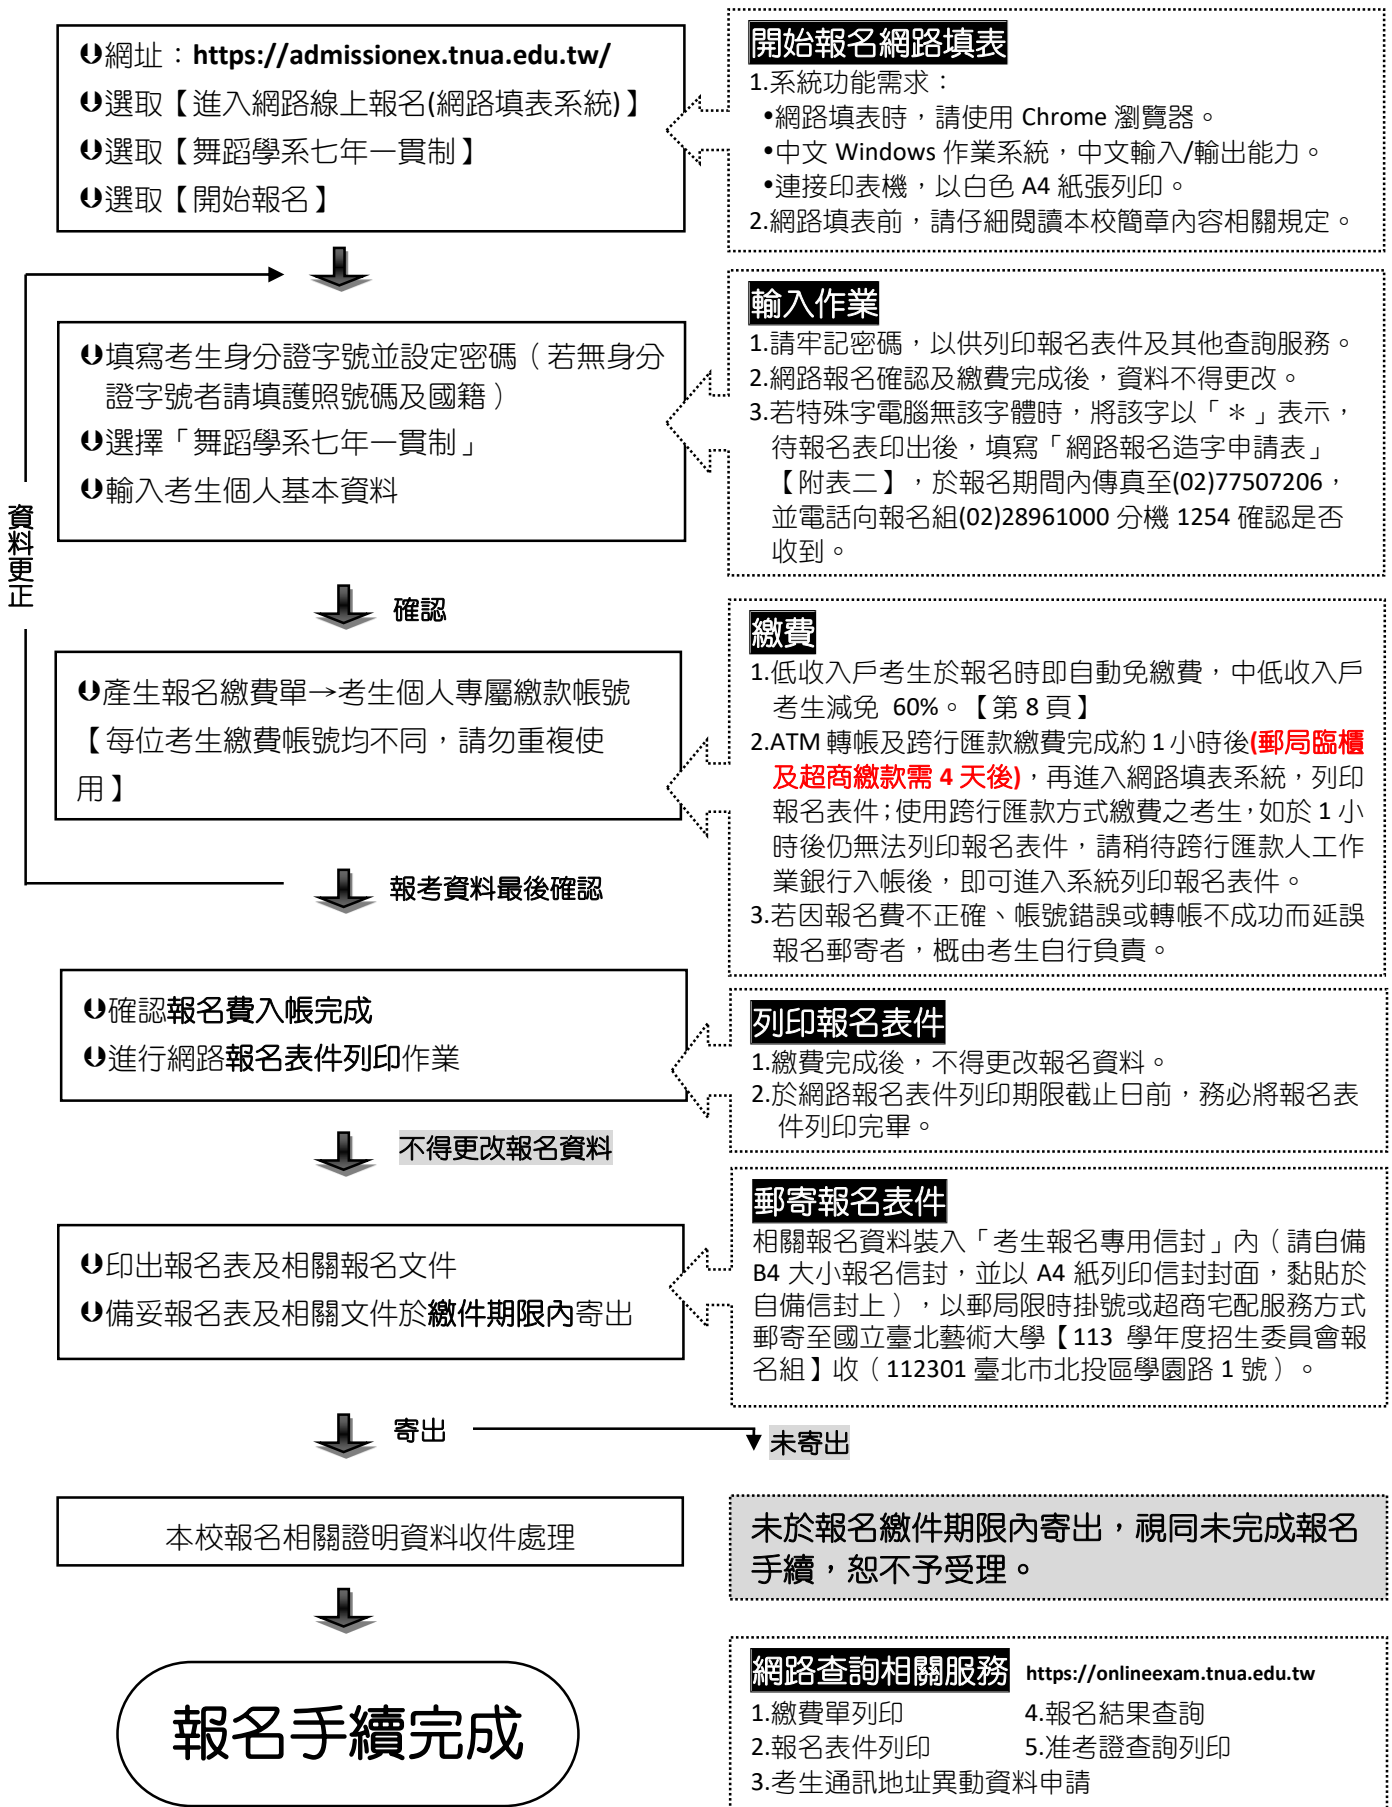 網址：https://admissionex.tnua.edu.tw/
選取【進入網路線上報名(網路填表系統)】
選取【舞蹈學系七年一貫制】
選取【開始報名】
開始報名網路填表
1.系統功能需求：
•網路填表時，請使用 Chrome 瀏覽器。
•中文 Windows 作業系統，中文輸入/輸出能力。
•連接印表機，以白色 A4 紙張列印。
2.網路填表前，請仔細閱讀本校簡章內容相關規定。
資料更正
填寫考生身分證字號並設定密碼（若無身分
證字號者請填護照號碼及國籍）
選擇「舞蹈學系七年一貫制」
輸入考生個人基本資料
輸入作業
1.請牢記密碼，以供列印報名表件及其他查詢服務。
2.網路報名確認及繳費完成後，資料不得更改。
3.若特殊字電腦無該字體時，將該字以「＊」表示，
待報名表印出後，填寫「網路報名造字申請表」
【附表二】，於報名期間內傳真至(02)77507206，
並電話向報名組(02)28961000 分機 1254 確認是否
收到。
確認
產生報名繳費單→考生個人專屬繳款帳號
【每位考生繳費帳號均不同，請勿重複使
用】
繳費
1.低收入戶考生於報名時即自動免繳費，中低收入戶
考生減免 60%。【第 8 頁】
2.ATM 轉帳及跨行匯款繳費完成約 1 小時後(郵局臨櫃
及超商繳款需 4 天後)，再進入網路填表系統，列印
報名表件；使用跨行匯款方式繳費之考生，如於 1 小
時後仍無法列印報名表件，請稍待跨行匯款人工作
業銀行入帳後，即可進入系統列印報名表件。
3.若因報名費不正確、帳號錯誤或轉帳不成功而延誤
報名郵寄者，概由考生自行負責。
報考資料最後確認
確認報名費入帳完成
進行網路報名表件列印作業
列印報名表件
1.繳費完成後，不得更改報名資料。
2.於網路報名表件列印期限截止日前，務必將報名表
件列印完畢。
不得更改報名資料
印出報名表及相關報名文件
備妥報名表及相關文件於繳件期限內寄出
郵寄報名表件
相關報名資料裝入「考生報名專用信封」內（請自備
B4 大小報名信封，並以 A4 紙列印信封封面，黏貼於
自備信封上），以郵局限時掛號或超商宅配服務方式
郵寄至國立臺北藝術大學【113 學年度招生委員會報
名組】收（112301 臺北市北投區學園路 1 號）。
寄出
未寄出
本校報名相關證明資料收件處理
未於報名繳件期限內寄出，視同未完成報名
手續，恕不予受理。
報名手續完成
網路查詢相關服務 https://onlineexam.tnua.edu.tw
1.繳費單列印 4.報名結果查詢
2.報名表件列印 5.准考證查詢列印
3.考生通訊地址異動資料申請